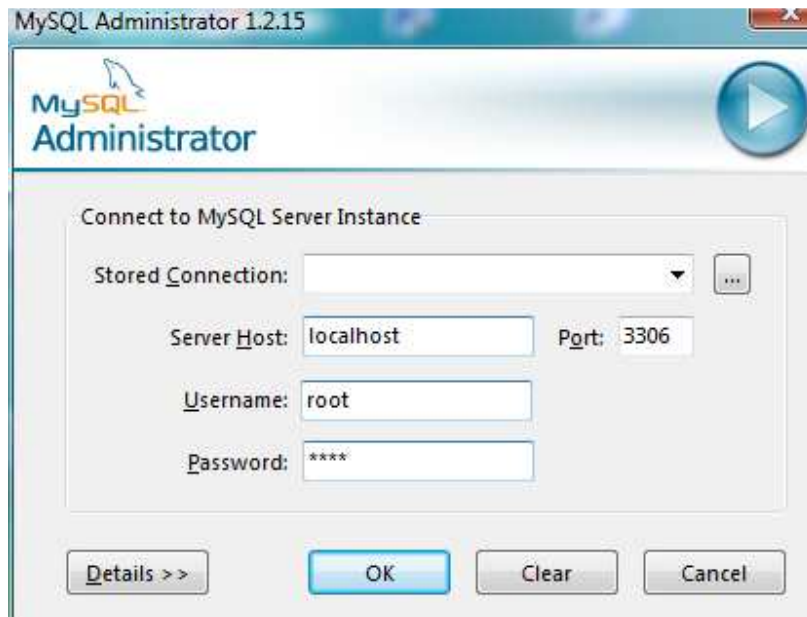 MySQL Administrator 1.2.15
MySQL
Administrator
Connect to MySQL Server Instance
Stored Connection:
...
Server Host: localhost Port: 3306
Username: root
Password: ****
Details >> OK Clear Cancel